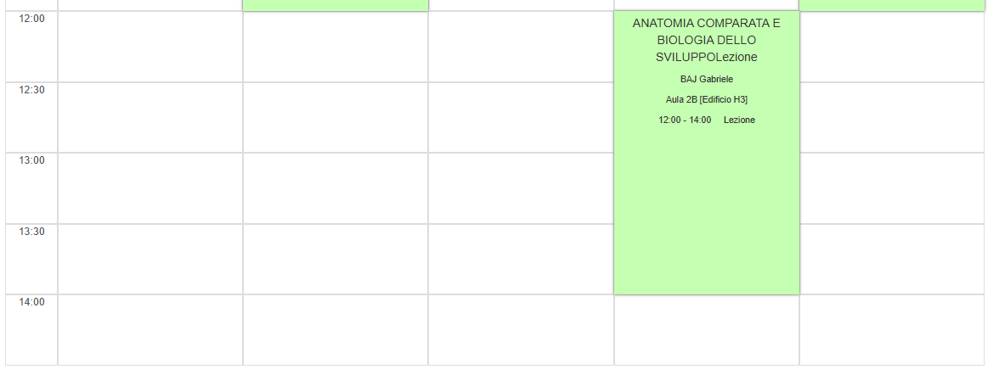 12:00
ANATOMIA COMPARATA E
BIOLOGIA DELLO
SVILUPPOLezione
BAJ Gabriele
12:30
Aula 2B [Edificio H3]
12:00 - 14:00 Lezione
13:00
13:30
14:00